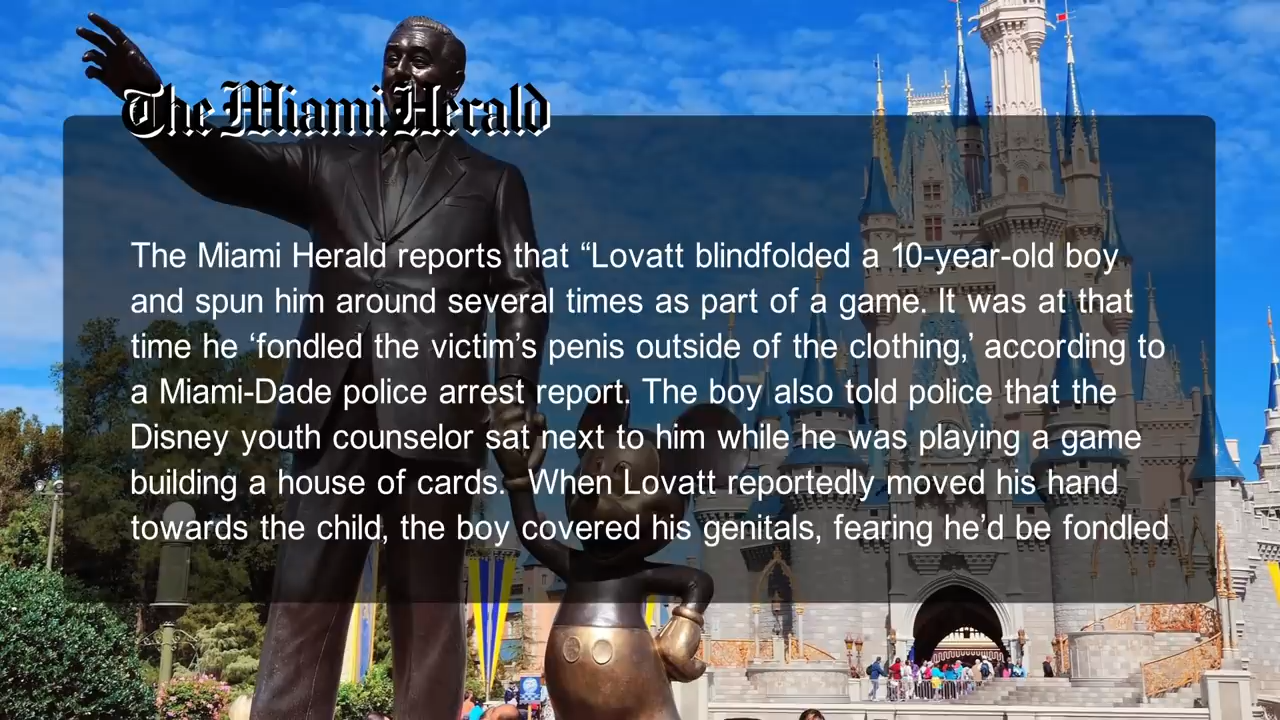 The Miami Herald
The Miami Herald reports that “Lovatt blindfolded a 10-year-old boy
and spun him around several times as part of a game. It was at that
time he ‘fondled the victim’s penis outside of the clothing,’ according to
a Miami-Dade police arrest report. The boy also told police that the
Disney youth counselor sat next to him while he was playing a game
building a house of cards.  When Lovatt reportedly moved his hand
towards the child, the boy covered his genitals, fearing he’d be fondled